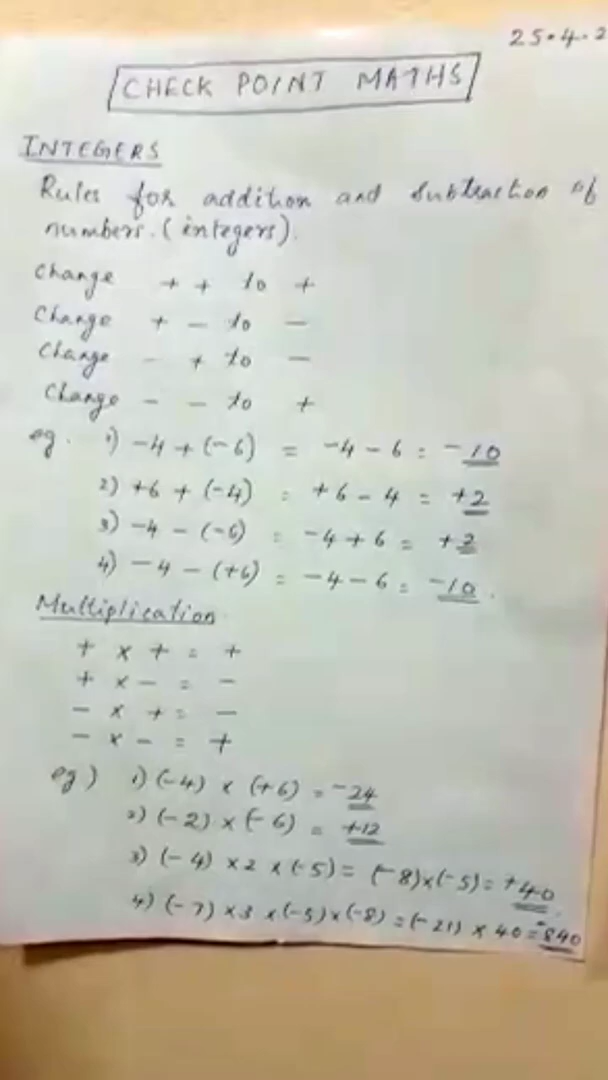 25.4.2
CHECK POINT MATHS
INTEGERS
Rules for addition and subtraction of
numbers. (integers).
Change + + to +
Change + - to -
Change - + to -
Change - - to +
eg. 1) -4 + (-6) = -4 - 6 = -10
2) +6 + (-4) = +6 - 4 = +2
3) -4 - (-6) = -4 + 6 = +2
4) -4 - (+6) = -4 - 6 = -10.
Multiplication
+ x + = +
+ x - = -
- x + = -
- x - = +
eg) 1) (-4) x (+6) = -24
2) (-2) x (-6) = +12
3) (-4) x 2 x (-5) = (-8) x (-5) = +40
4) (-7) x 3 x (-5) x (-8) = (-21) x 40 = -840